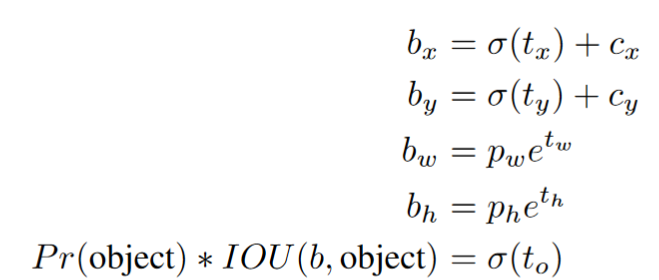 b_x = σ(t_x) + c_x
b_y = σ(t_y) + c_y
b_w = p_w e^{t_w}
b_h = p_h e^{t_h}
Pr(object) ∗ IOU(b, object) = σ(t_o)